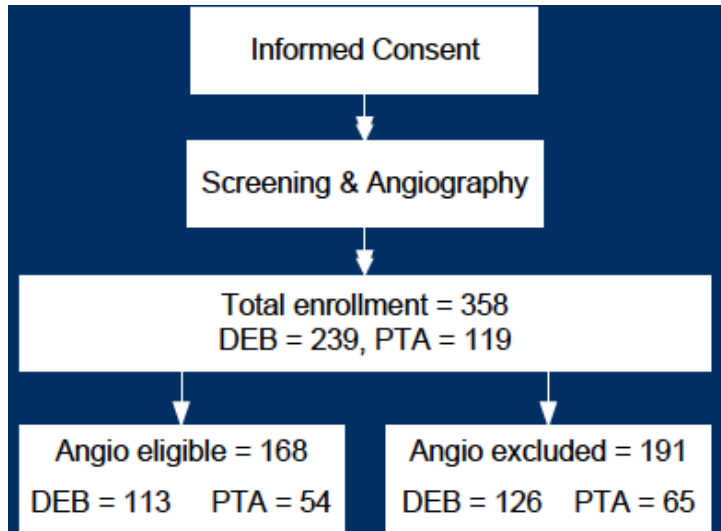 Informed Consent
Screening & Angiography
Total enrollment = 358
DEB = 239, PTA = 119
Angio eligible = 168
DEB = 113 PTA = 54
Angio excluded = 191
DEB = 126 PTA = 65